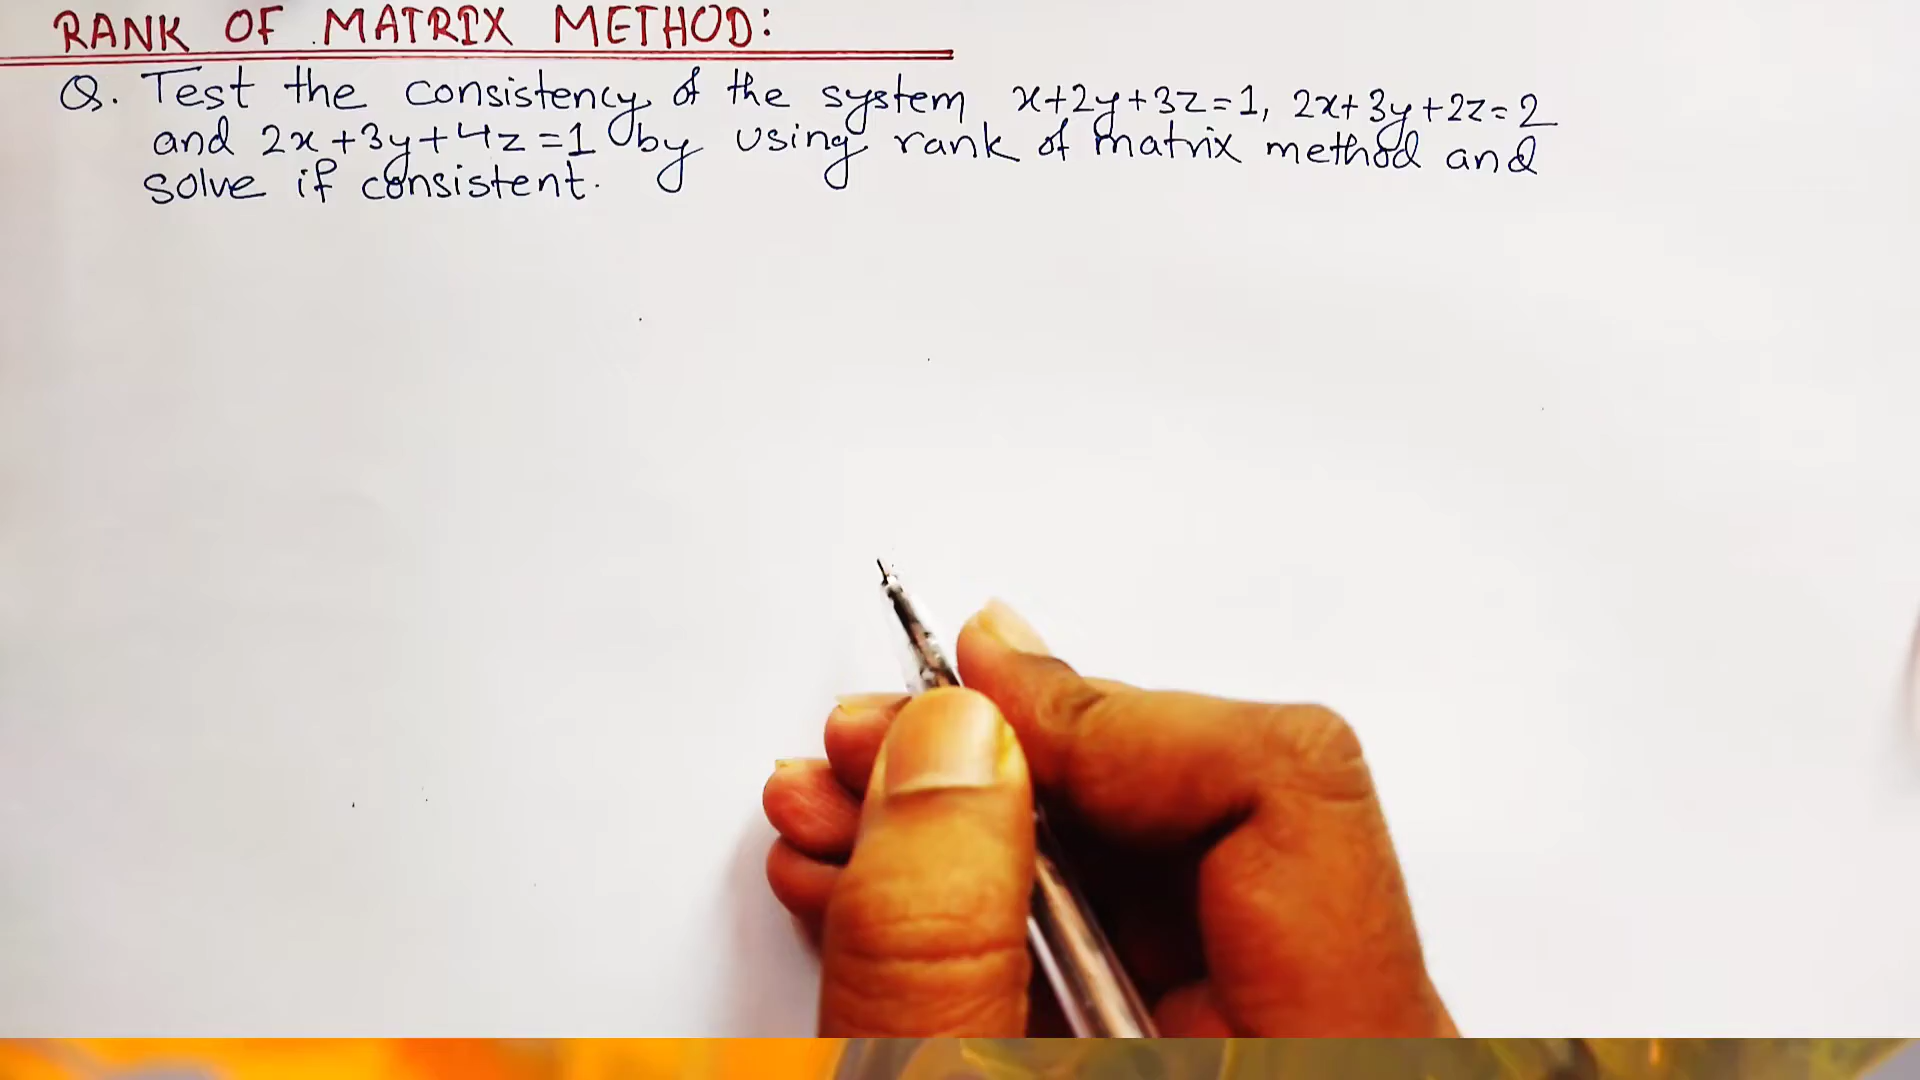 RANK OF MATRIX METHOD:
Q. Test the consistency of the system x+2y+3z=1, 2x+3y+2z=2
and 2x+3y+4z=1 by using rank of matrix method and
solve if consistent.